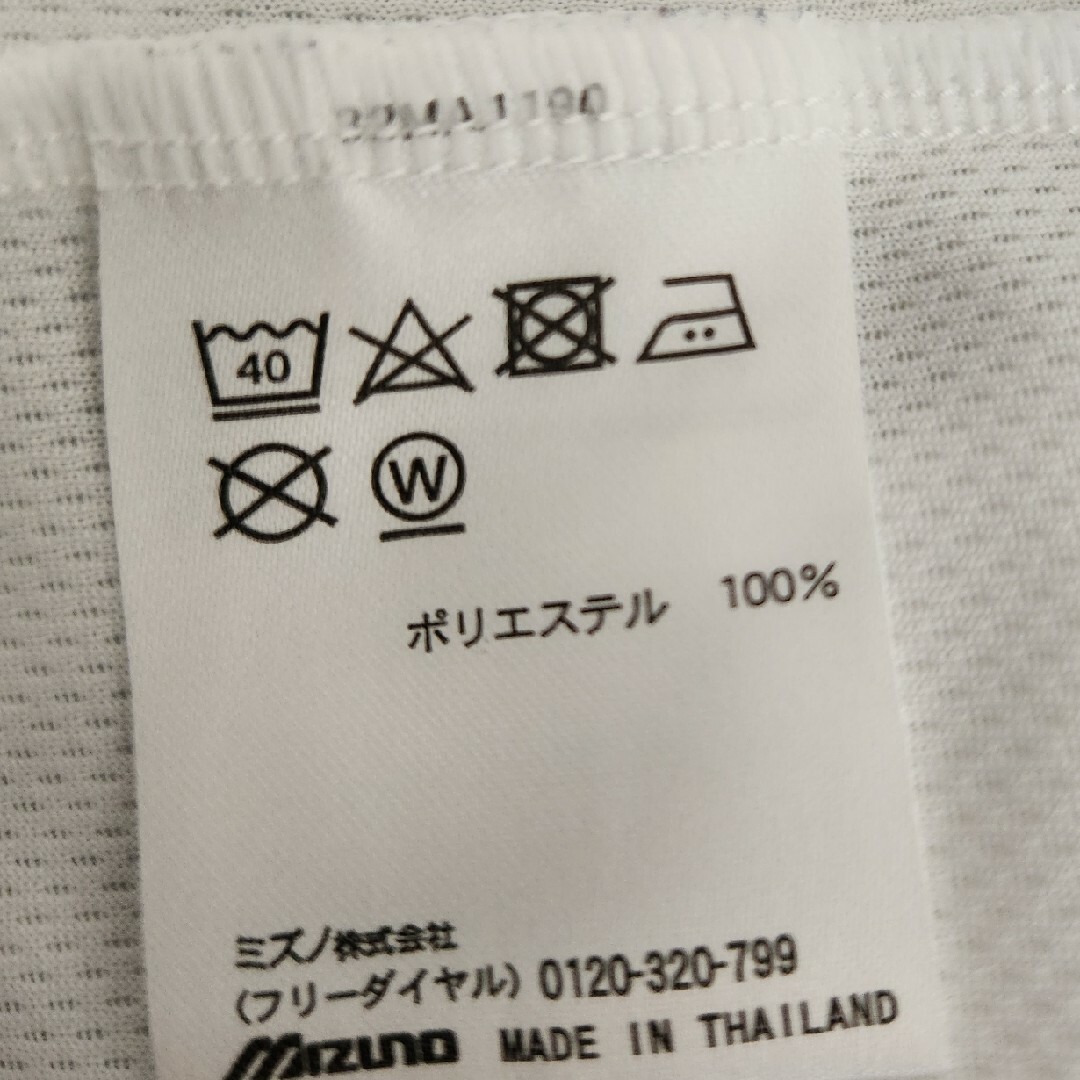 32MA1190
40
W
ポリエステル 100%
ミズノ株式会社
(フリーダイヤル) 0120-320-799
MIZUNO MADE IN THAILAND